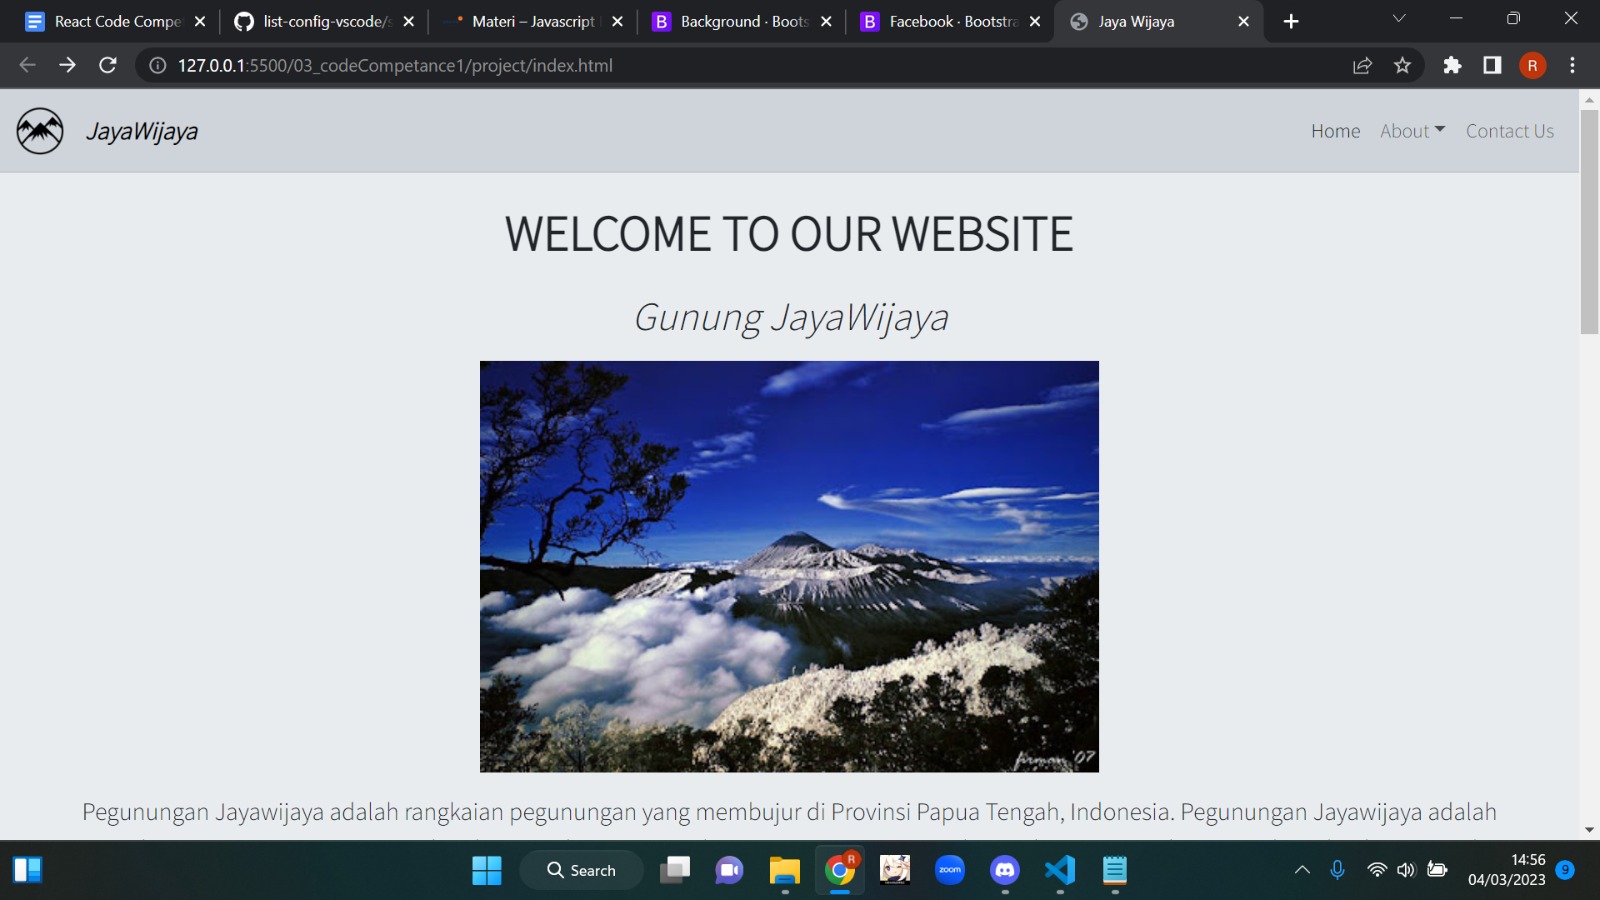 React Code Compe
list-config-vscode/s
Materi – Javascript
Background · Boots
Facebook · Bootstra
Jaya Wijaya
127.0.0.1:5500/03_codeCompetance1/project/index.html
R
JayaWijaya
Home
About
Contact Us
WELCOME TO OUR WEBSITE
Gunung JayaWijaya
firman '07
Pegunungan Jayawijaya adalah rangkaian pegunungan yang membujur di Provinsi Papua Tengah, Indonesia. Pegunungan Jayawijaya adalah
Search
R
zoom
14:56
04/03/2023
9